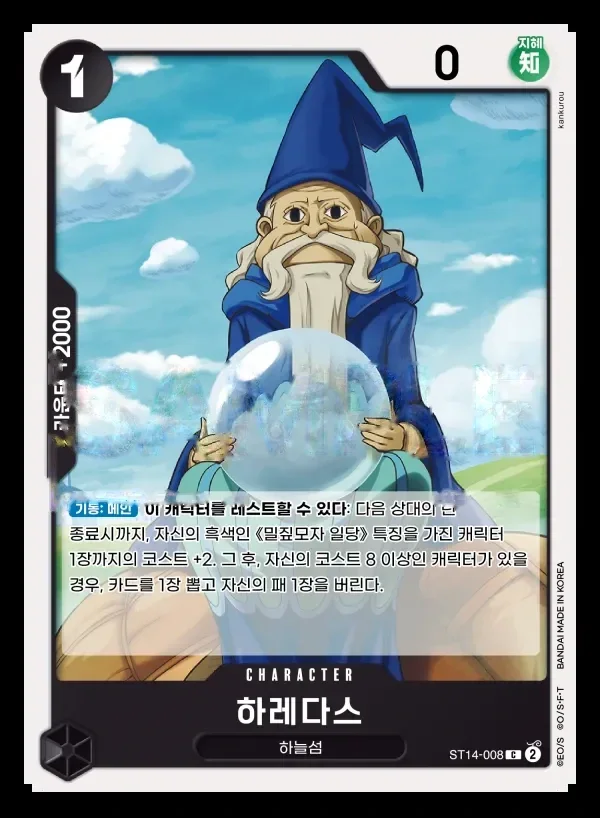 1
0
지혜
知
kankurou
카운터 +2000
기동: 메인 이 캐릭터를 레스트할 수 있다: 다음 상대의
종료시까지, 자신의 흑색인 《밀짚모자 일당》 특징을 가진 캐릭터
1장까지의 코스트 +2. 그 후, 자신의 코스트 8 이상인 캐릭터가 있을
경우, 카드를 1장 뽑고 자신의 패 1장을 버린다.
CHARACTER
하레다스
하늘섬
ST14-008 C 2
©EO/S ©O/S·F·T BANDAI MADE IN KOREA